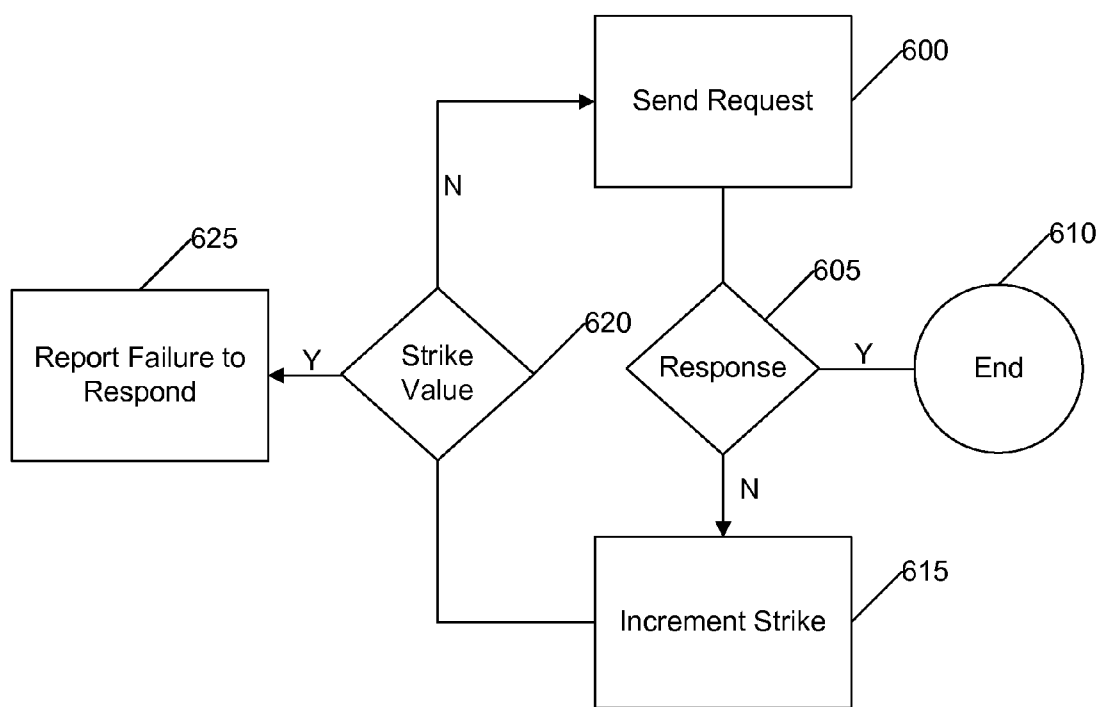 600
Send Request
N
625
610
605
620
Report Failure to
Respond
Y
Strike
Value
Response
Y
End
N
615
Increment Strike